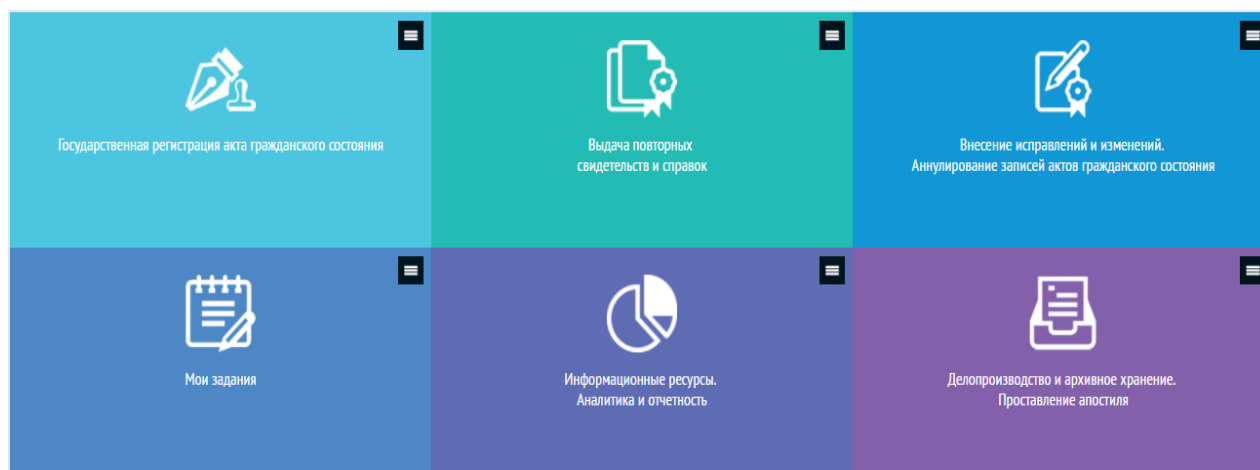 Государственная регистрация акта гражданского состояния
Выдача повторных
свидетельств и справок
Внесение исправлений и изменений.
Аннулирование записей актов гражданского состояния
Мои задания
Информационные ресурсы.
Аналитика и отчетность
Делопроизводство и архивное хранение.
Проставление апостиля